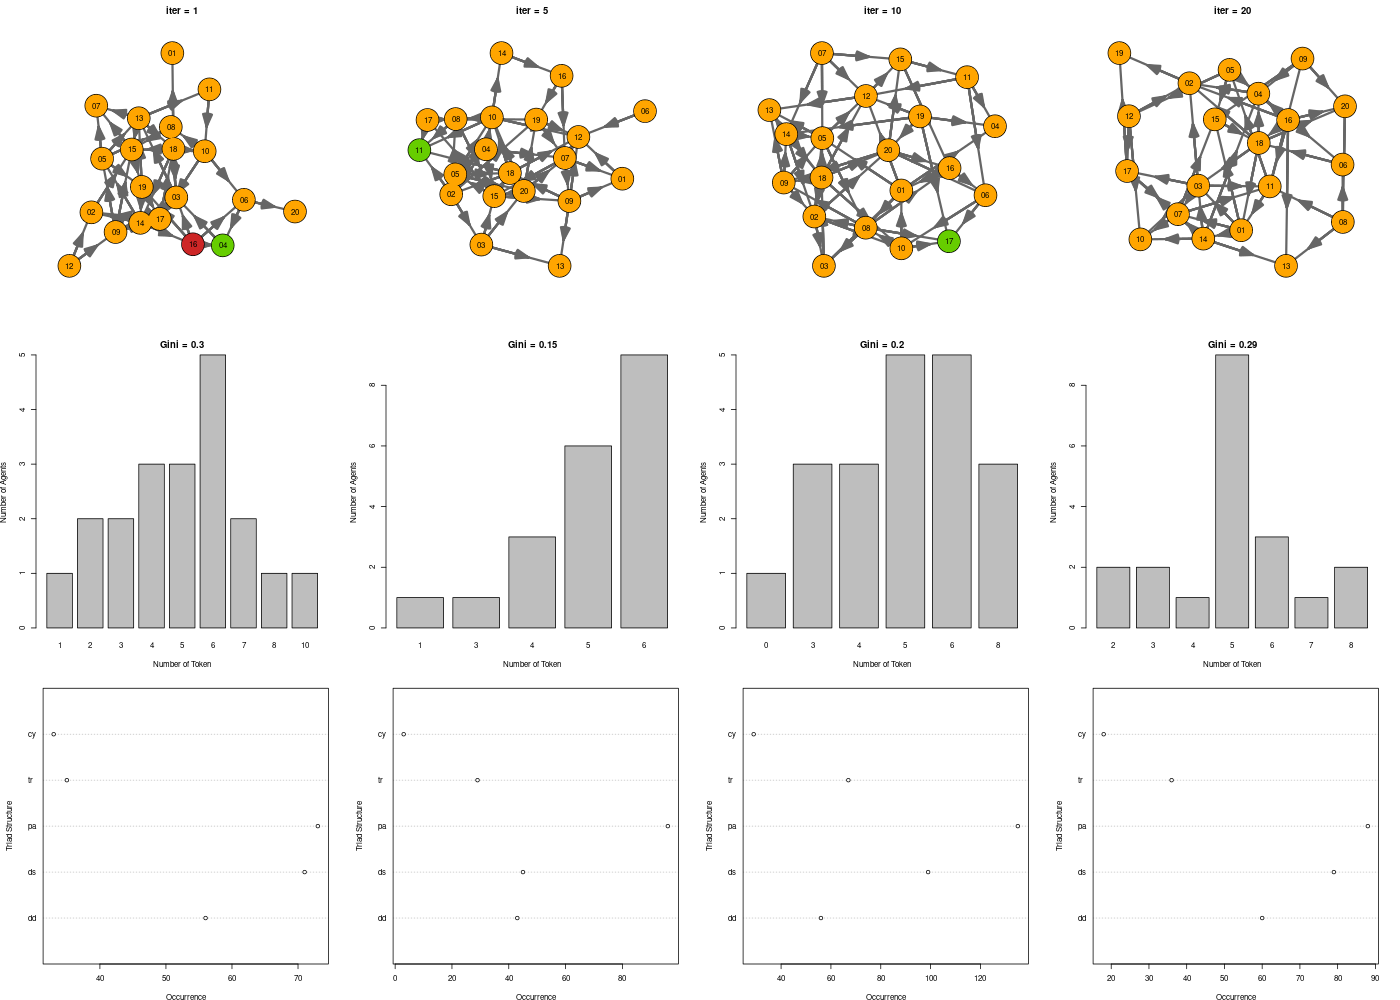 iter = 1
iter = 5
iter = 10
iter = 20
01
11
07
13
08
15
18
10
05
19
03
06
02
20
14
17
09
16
04
12
14
16
06
17
08
10
19
12
11
04
07
05
18
01
02
15
20
09
03
13
07
15
11
12
13
19
04
14
05
20
16
09
18
01
06
02
08
17
10
03
19
09
05
02
04
20
12
15
16
18
06
17
03
11
07
08
01
10
14
13
Gini = 0.3
Number of Agents
0 1 2 3 4 5
1 2 3 4 5 6 7 8 10
Number of Token
Gini = 0.15
Number of Agents
0 2 4 6 8
1 3 4 5 6
Number of Token
Gini = 0.2
Number of Agents
0 1 2 3 4 5
0 3 4 5 6 8
Number of Token
Gini = 0.29
Number of Agents
0 2 4 6 8
2 3 4 5 6 7 8
Number of Token
Triad Structure
cy
tr
pa
ds
dd
40 50 60 70
Occurrence
Triad Structure
cy
tr
pa
ds
dd
0 20 40 60 80
Occurrence
Triad Structure
cy
tr
pa
ds
dd
40 60 80 100 120
Occurrence
Triad Structure
cy
tr
pa
ds
dd
20 30 40 50 60 70 80 90
Occurrence